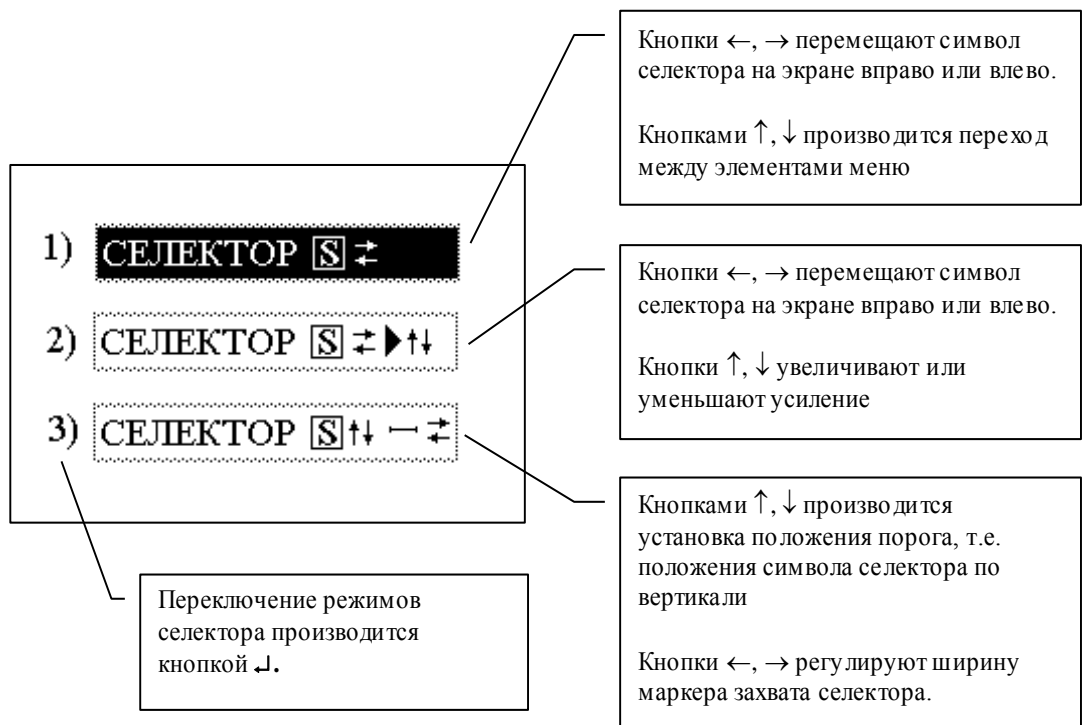 Кнопки ←, → перемещают символ
селектора на экране вправо или влево.
Кнопками ↑, ↓ производится переход
между элементами меню
1) СЕЛЕКТОР S ⇄
2) СЕЛЕКТОР S ⇄ ▶ ↑↓
3) СЕЛЕКТОР S ↑↓ ⟝ ⇄
Кнопки ←, → перемещают символ
селектора на экране вправо или влево.
Кнопки ↑, ↓ увеличивают или
уменьшают усиление
Кнопками ↑, ↓ производится
установка положения порога, т.е.
положения символа селектора по
вертикали
Кнопки ←, → регулируют ширину
маркера захвата селектора.
Переключение режимов
селектора производится
кнопкой ↵.